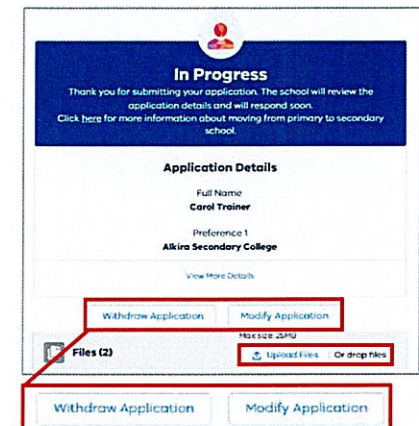 In Progress
Thank you for submitting your application. The school will review the
application details and will respond soon.
Click here for more information about moving from primary to secondary
school.
Application Details
Full Name
Carol Trainer
Preference 1
Alkira Secondary College
View More Details
Withdraw Application Modify Application
Max size: 25MB
Files (2) Upload Files Or drop files
Withdraw Application Modify Application